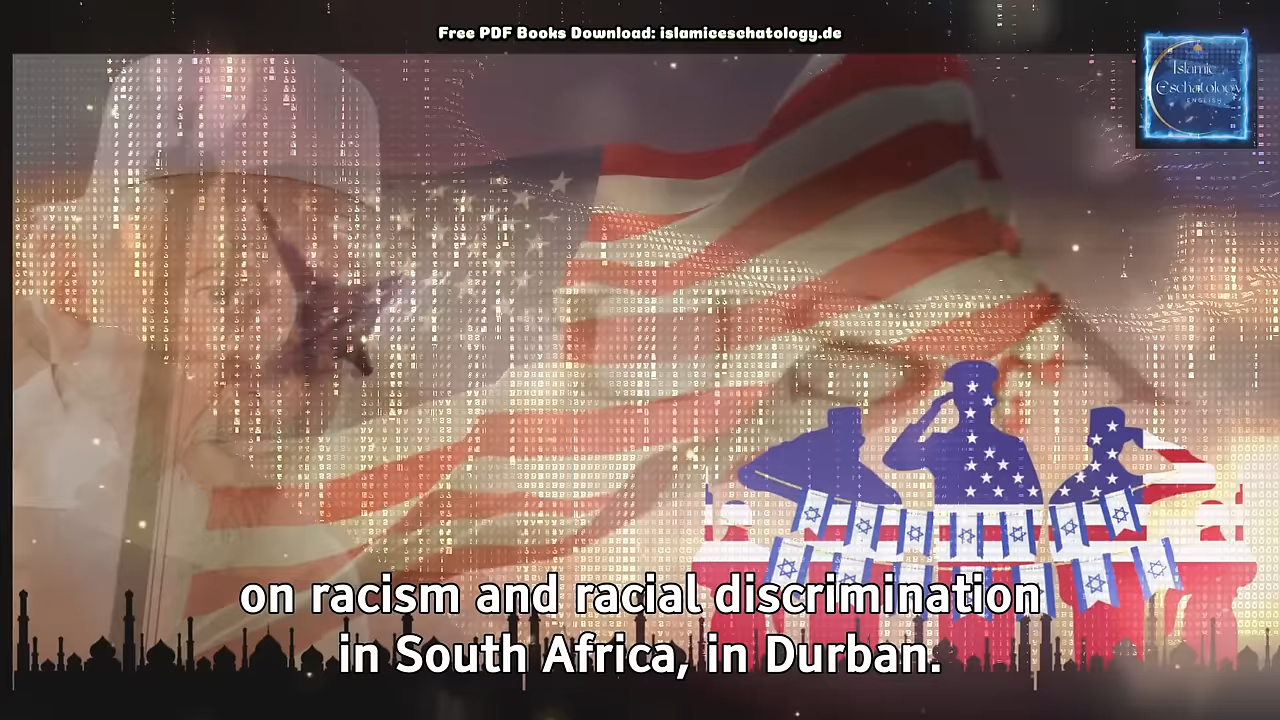 Free PDF Books Download: islamiceschatology.de
Islamic
Eschatology
ENGLISH
on racism and racial discrimination
in South Africa, in Durban.